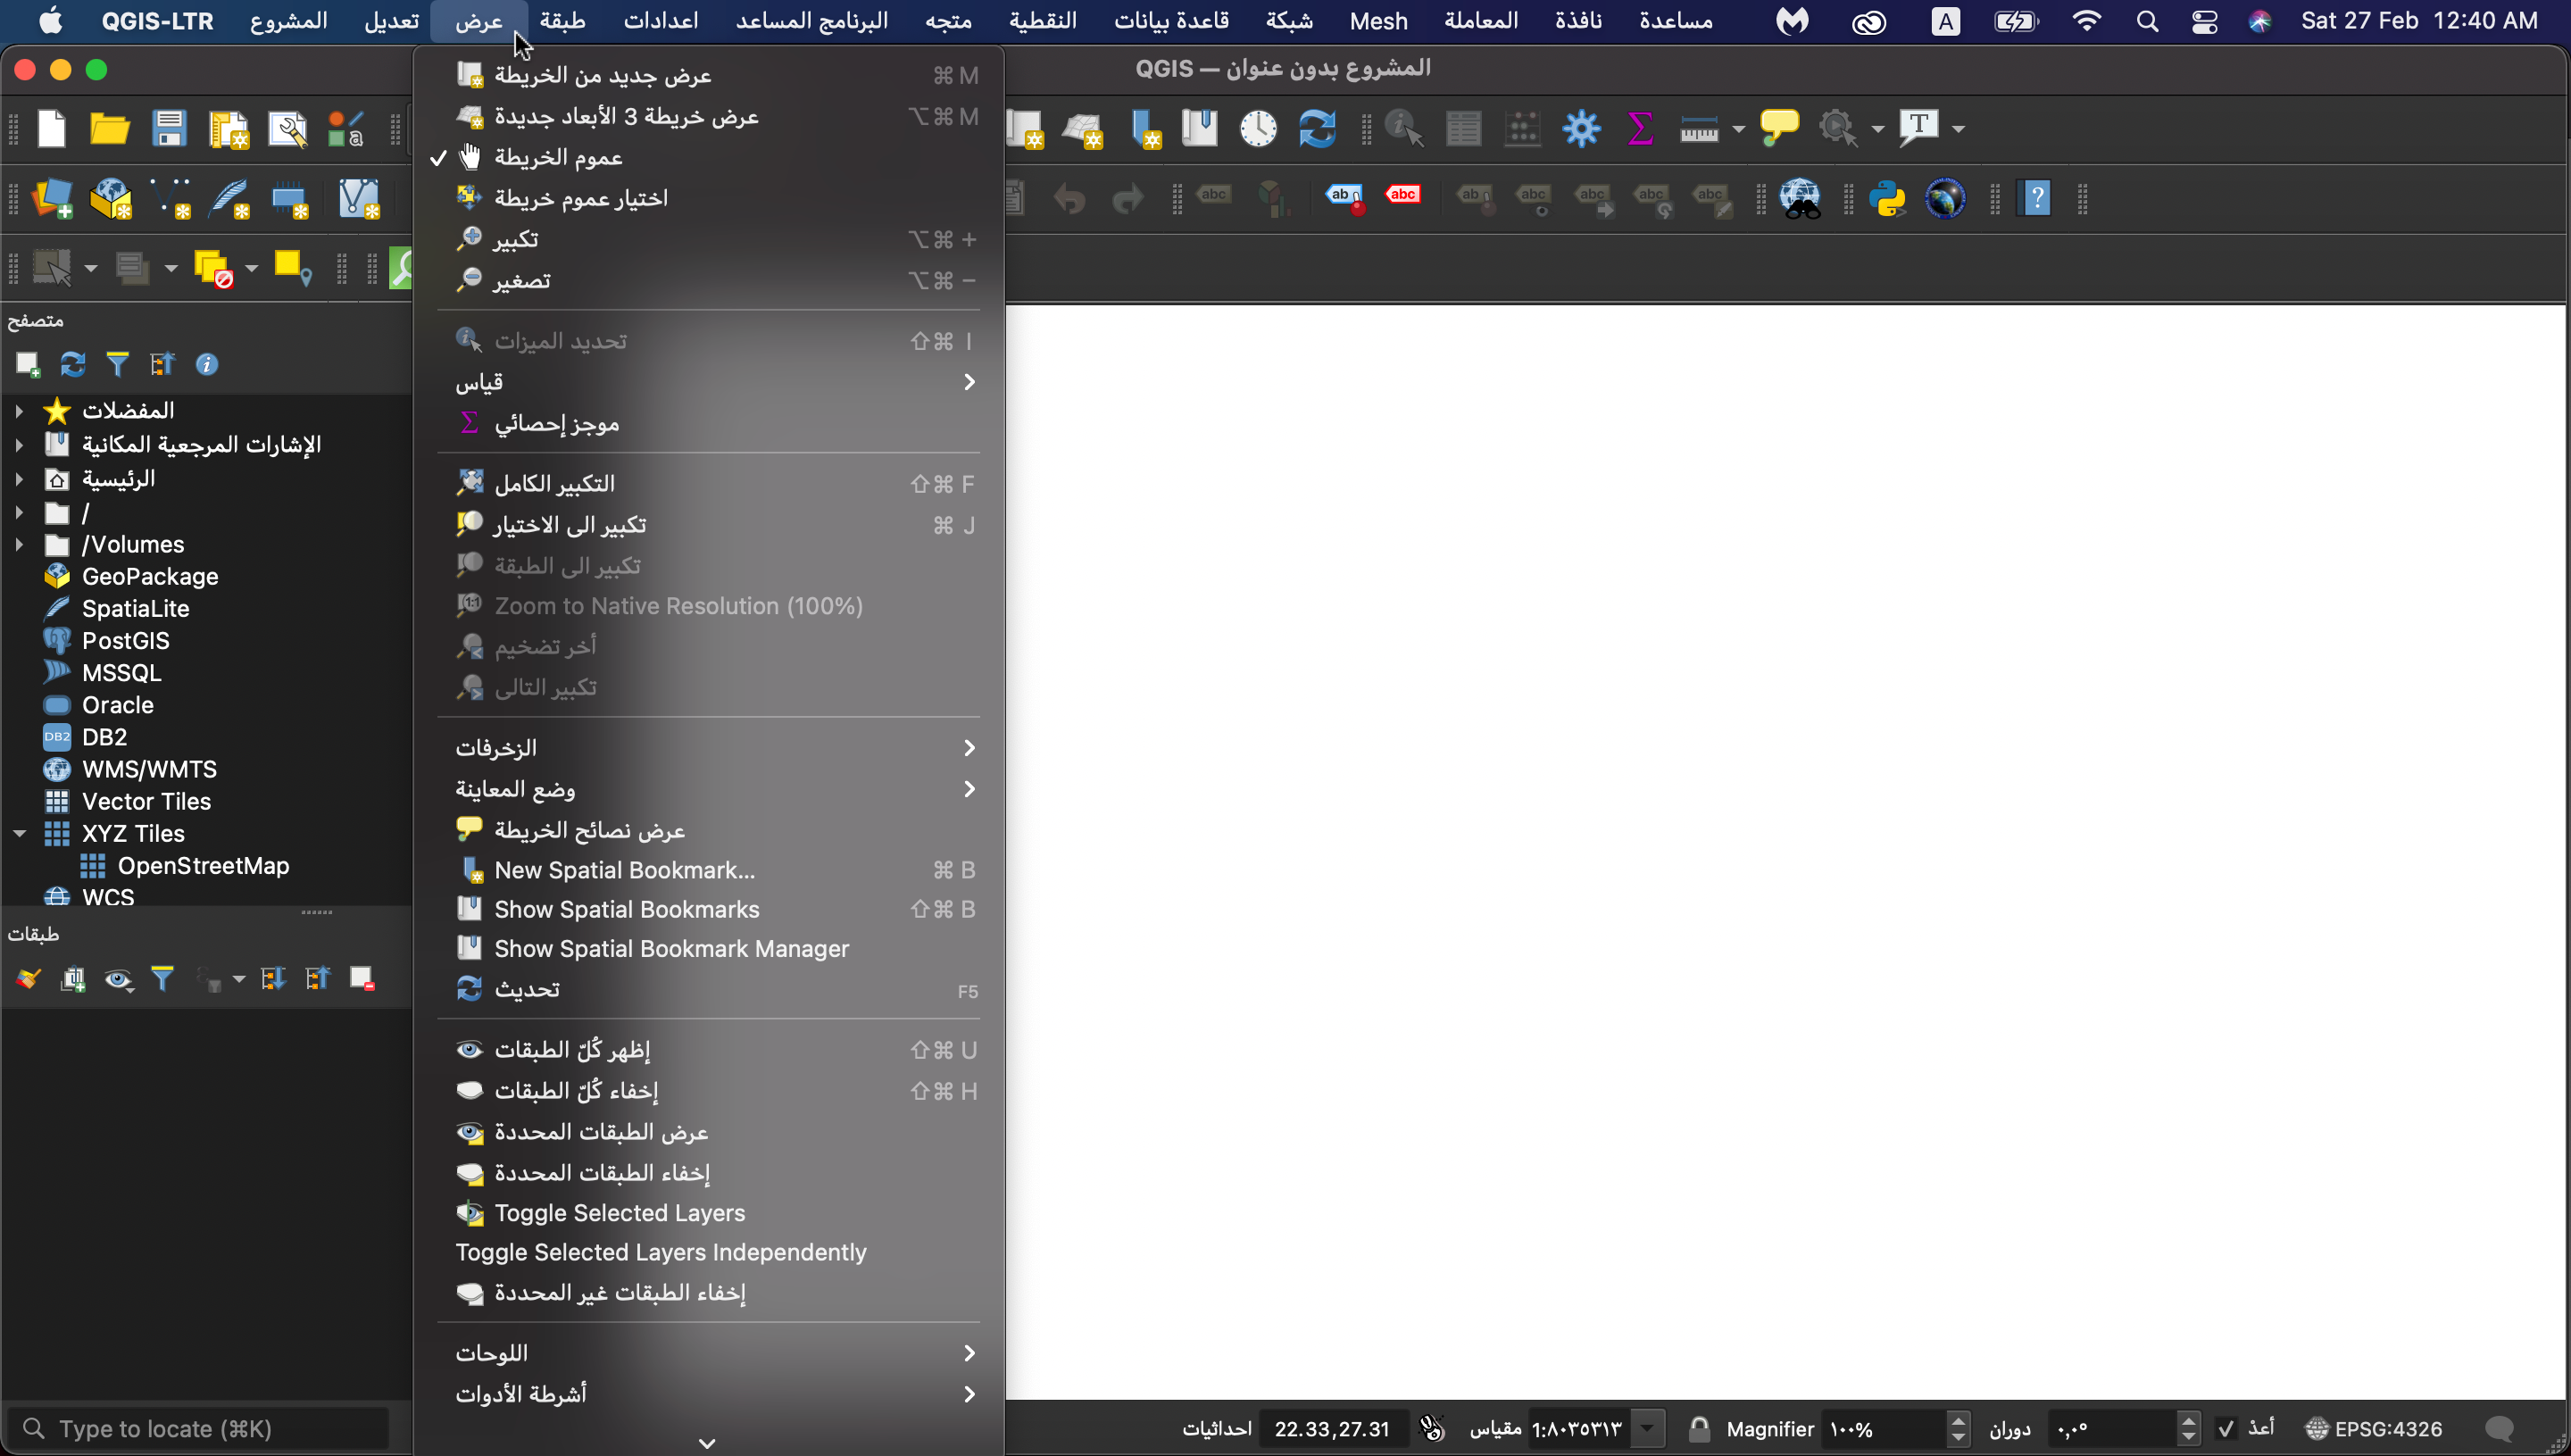 QGIS-LTR المشروع تعديل عرض طبقة اعدادات البرنامج المساعد متجه النقطية قاعدة بيانات شبكة Mesh المعاملة نافذة مساعدة A Sat 27 Feb 12:40 AM
المشروع بدون عنوان — QGIS
عرض جديد من الخريطة ⌘ M
عرض خريطة 3 الأبعاد جديدة ⌥⌘ M
✓ عموم الخريطة
اختيار عموم خريطة
تكبير ⌥⌘ +
تصغير ⌥⌘ −
تحديد الميزات ⇧⌘ I
قياس
موجز إحصائي
التكبير الكامل ⇧⌘ F
تكبير الى الاختيار ⌘ J
تكبير الى الطبقة
Zoom to Native Resolution (100%)
أخر تضخيم
تكبير التالى
الزخرفات
وضع المعاينة
عرض نصائح الخريطة
New Spatial Bookmark... ⌘ B
Show Spatial Bookmarks ⇧⌘ B
Show Spatial Bookmark Manager
تحديث F5
إظهر كُلّ الطبقات ⇧⌘ U
إخفاء كُلّ الطبقات ⇧⌘ H
عرض الطبقات المحددة
إخفاء الطبقات المحددة
Toggle Selected Layers
Toggle Selected Layers Independently
إخفاء الطبقات غير المحددة
اللوحات
أشرطة الأدوات
متصفح
المفضلات
الإشارات المرجعية المكانية
الرئيسية
/
/Volumes
GeoPackage
SpatiaLite
PostGIS
MSSQL
Oracle
DB2 DB2
WMS/WMTS
Vector Tiles
XYZ Tiles
OpenStreetMap
WCS
طبقات
Type to locate (⌘K)
احداثيات 22.33,27.31 مقياس 1:٨٠٣٥٣١٣ Magnifier ١٠٠% دوران ٠,٠° ✓ أعدْ EPSG:4326